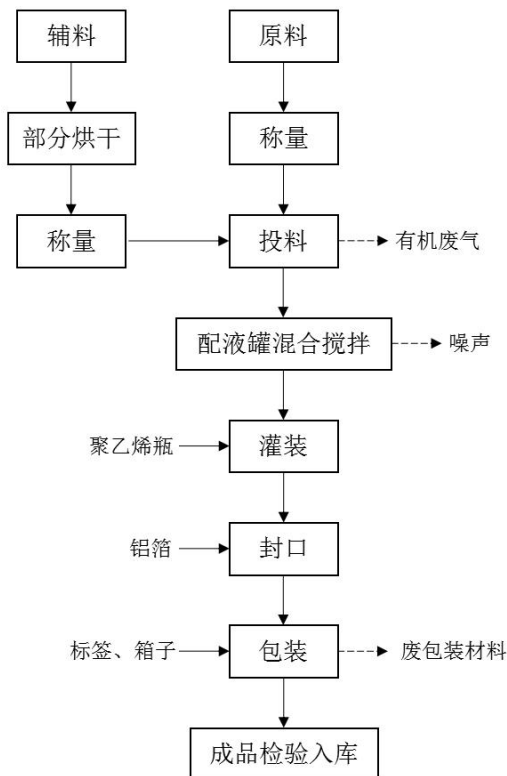 辅料
原料
部分烘干
称量
称量
投料
有机废气
配液罐混合搅拌
噪声
聚乙烯瓶
灌装
铝箔
封口
标签、箱子
包装
废包装材料
成品检验入库